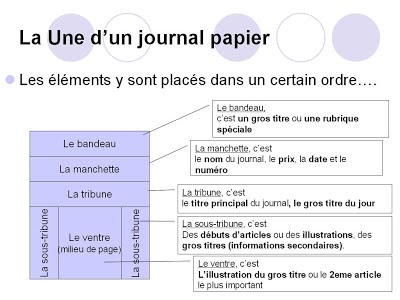 La Une d'un journal papier
Les éléments y sont placés dans un certain ordre….
Le bandeau
La manchette
La tribune
La sous-tribune
Le ventre
(milieu de page)
La sous-tribune
Le bandeau,
c'est un gros titre ou une rubrique
spéciale
La manchette, c'est
le nom du journal, le prix, la date et le
numéro
La tribune, c'est
le titre principal du journal, le gros titre du jour
La sous-tribune, c'est
Des débuts d'articles ou des illustrations, des
gros titres (informations secondaires).
Le ventre, c'est
L'illustration du gros titre ou le 2eme article
le plus important